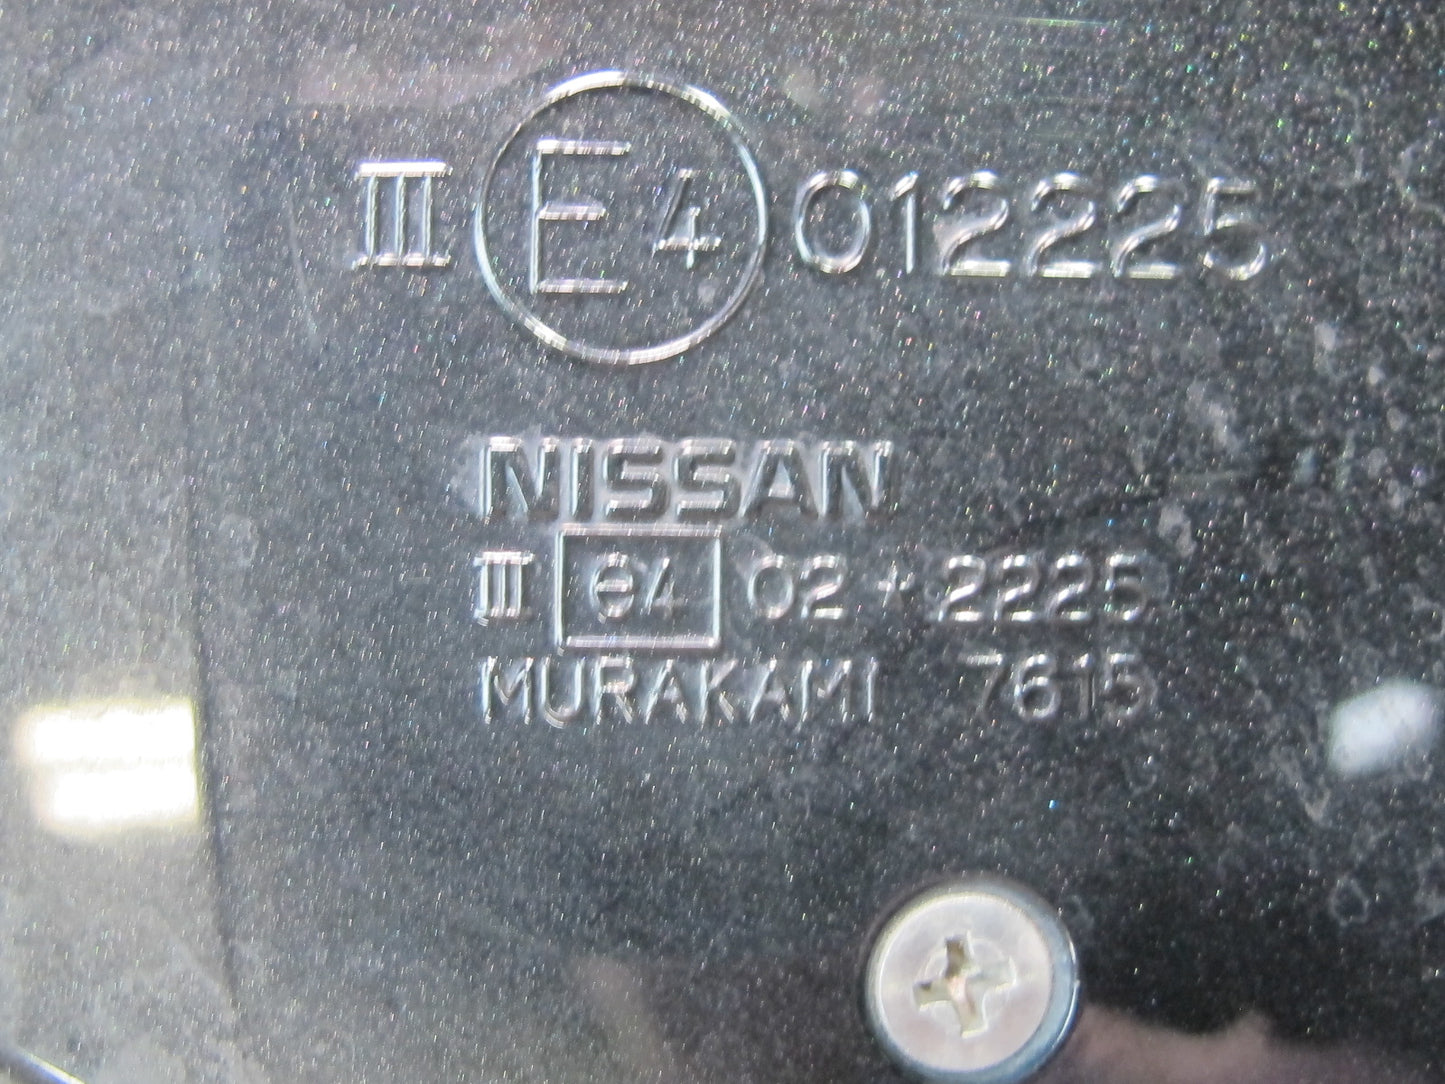 III E4 012225
NISSAN
III e4 02 * 2225
MURAKAMI 7615